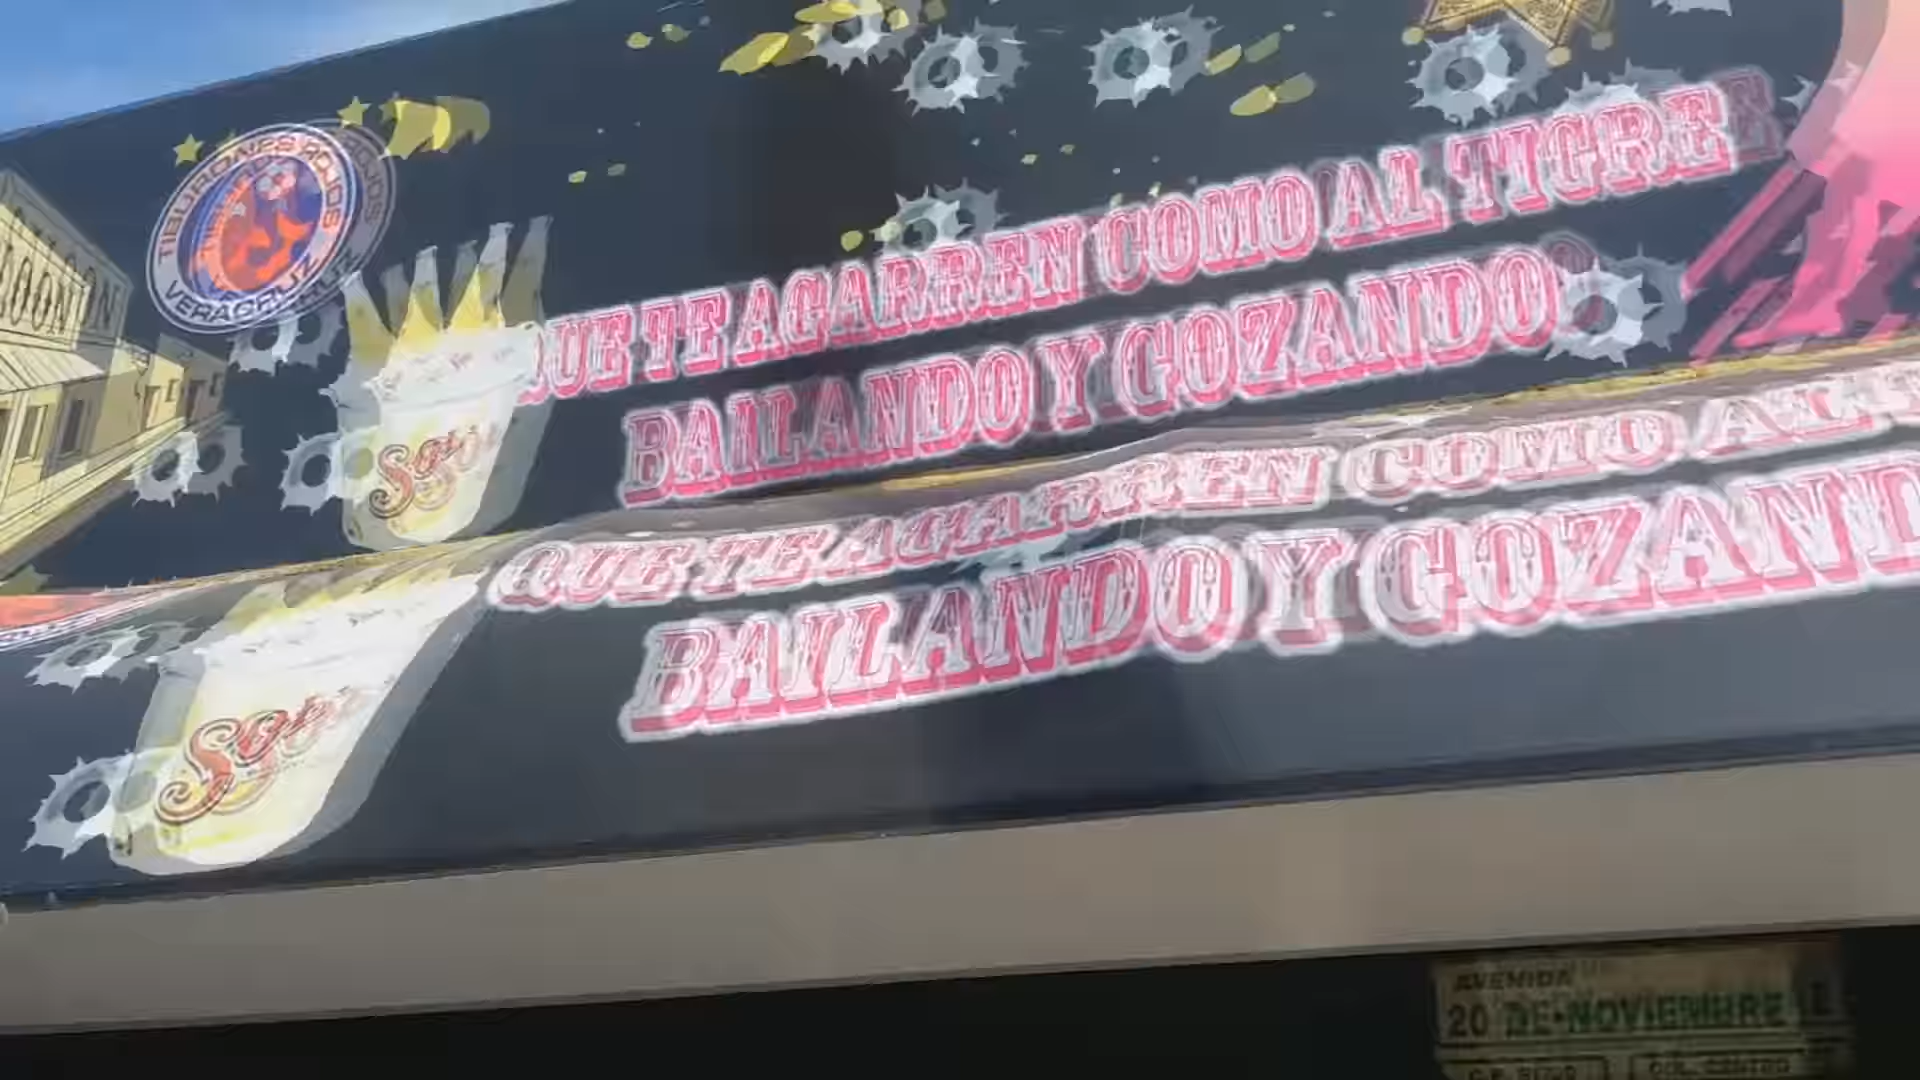 TIBURONES ROJOS
VERACRUZ
QUE TE AGARREN COMO AL TIGRE
BAILANDO Y GOZANDO
QUE TE AGARREN COMO AL
BAILANDO Y GOZAND
AVENIDA
20 DE NOVIEMBRE
COL. CENTRO